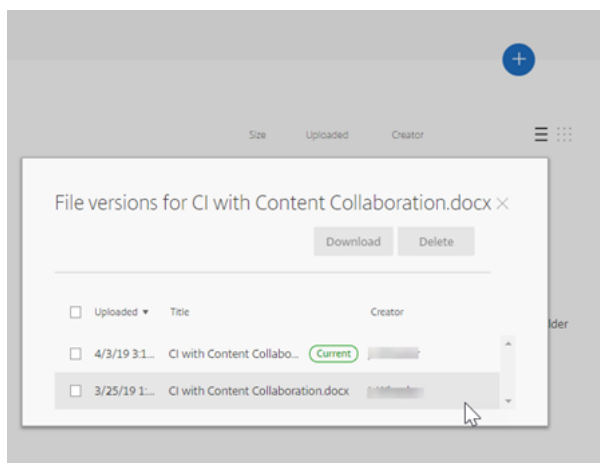 Size Uploaded Creator
File versions for CI with Content Collaboration.docx
Download Delete
Uploaded Title Creator
lder
4/3/19 3:1... CI with Content Collabo... Current
3/25/19 1:... CI with Content Collaboration.docx